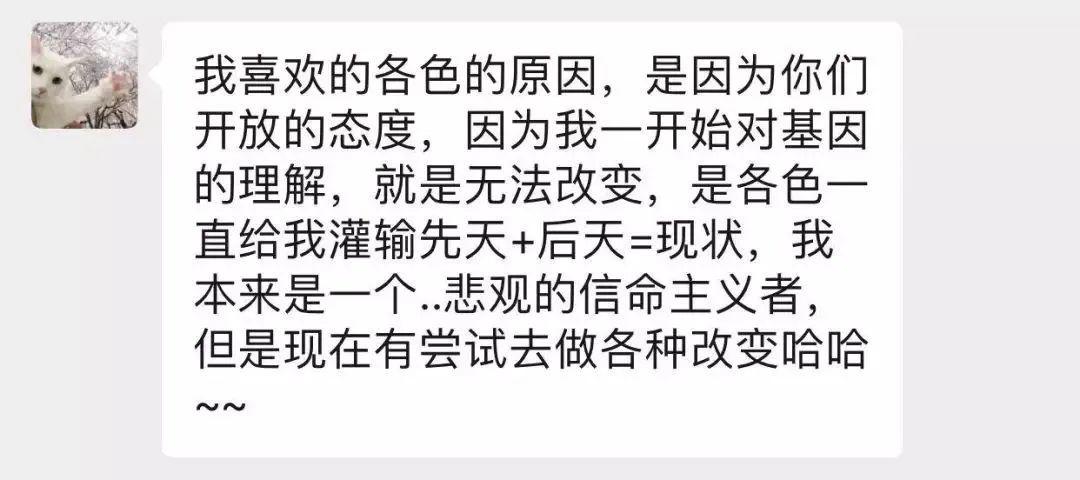 我喜欢的各色的原因，是因为你们
开放的态度，因为我一开始对基因
的理解，就是无法改变，是各色一
直给我灌输先天+后天=现状，我
本来是一个..悲观的信命主义者，
但是现在有尝试去做各种改变哈哈
~~